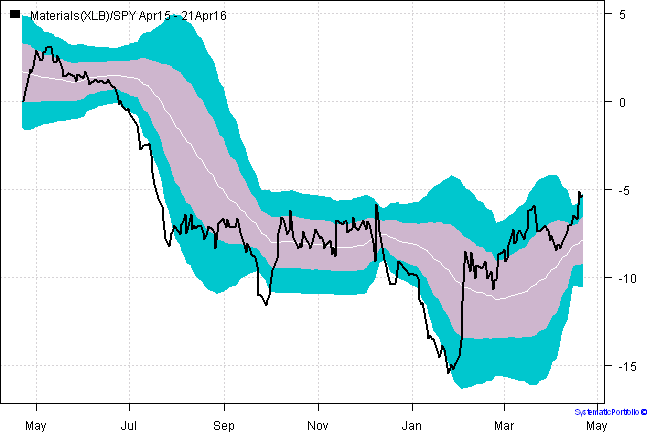 Materials(XLB)/SPY Apr15 - 21Apr16
5
0
-5
-10
-15
SystematicPortfolio ©
May
Jul
Sep
Nov
Jan
Mar
May